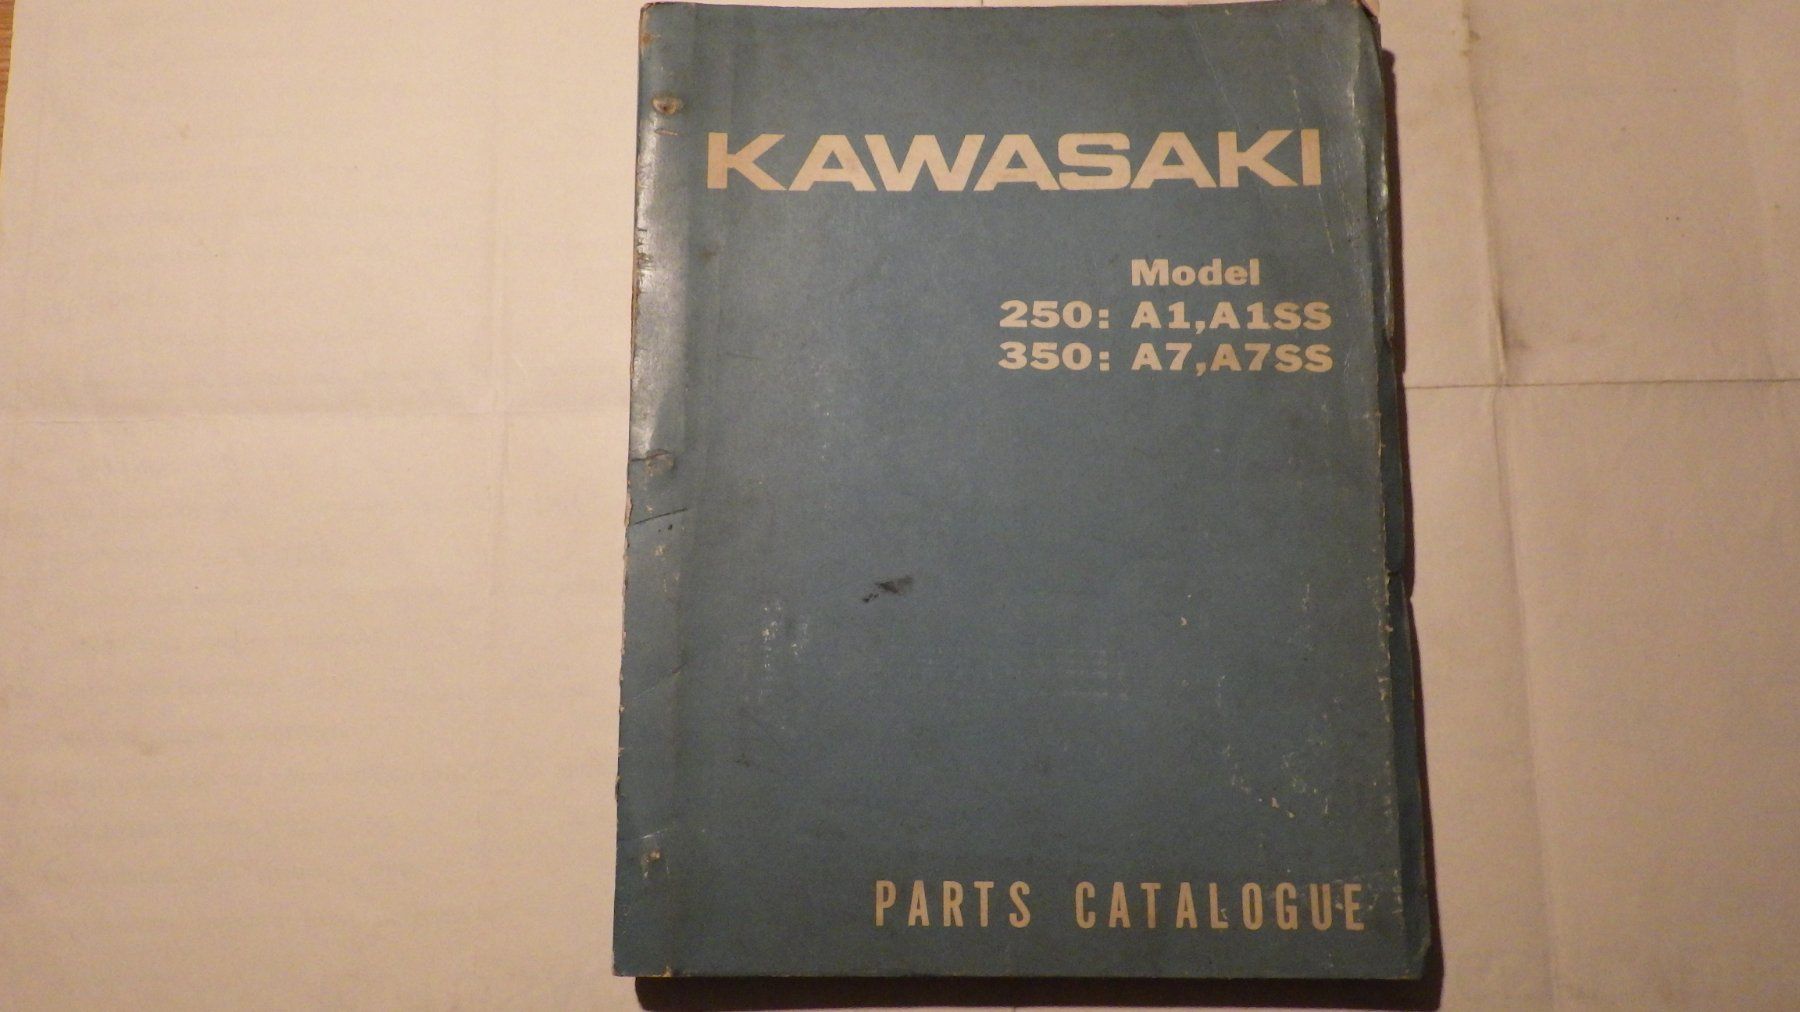 KAWASAKI
Model
250: A1,A1SS
350: A7,A7SS
PARTS CATALOGUE